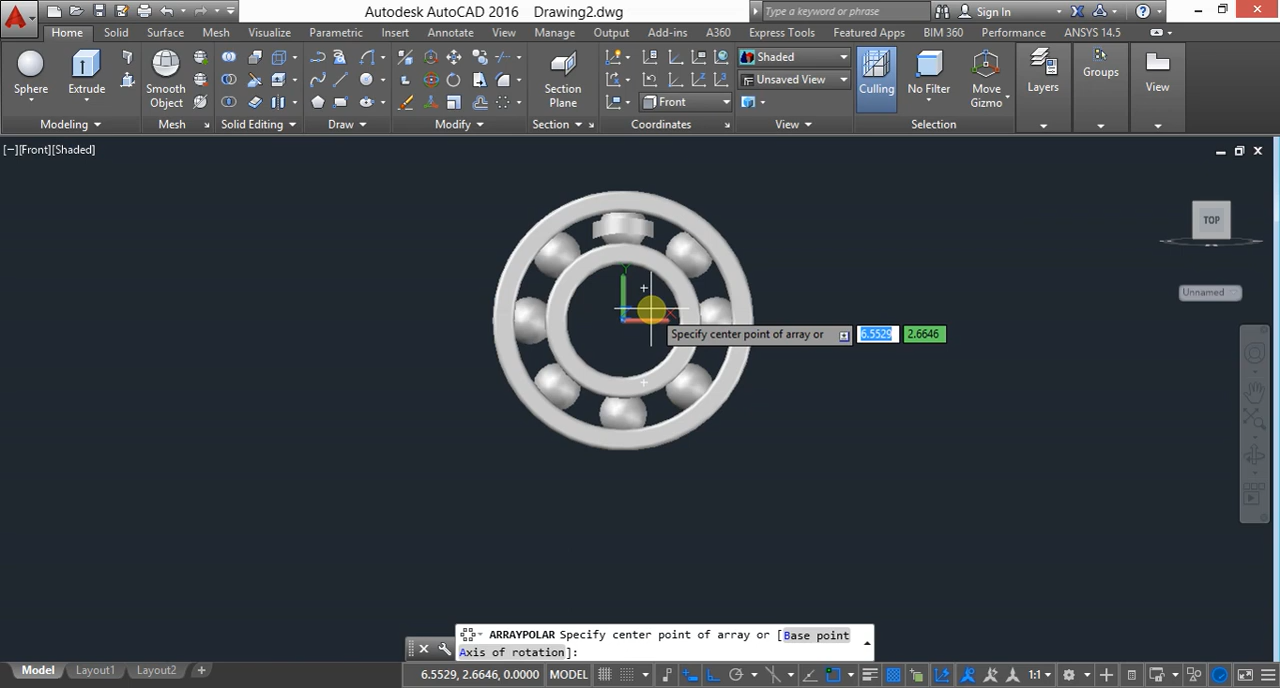 Autodesk AutoCAD 2016 Drawing2.dwg
Type a keyword or phrase
Sign In
Home Solid Surface Mesh Visualize Parametric Insert Annotate View Manage Output Add-ins A360 Express Tools Featured Apps BIM 360 Performance ANSYS 14.5
Sphere
Extrude
Smooth
Object
Section
Plane
Front
Shaded
Unsaved View
Culling
No Filter
Move
Gizmo
Layers
Groups
View
Modeling Mesh Solid Editing Draw Modify Section Coordinates View Selection
[−][Front][Shaded]
TOP
Unnamed
Y
X
Specify center point of array or 6.5529 2.6646
ARRAYPOLAR Specify center point of array or [Base point
Axis of rotation]:
Model Layout1 Layout2 +
6.5529, 2.6646, 0.0000 MODEL 1:1